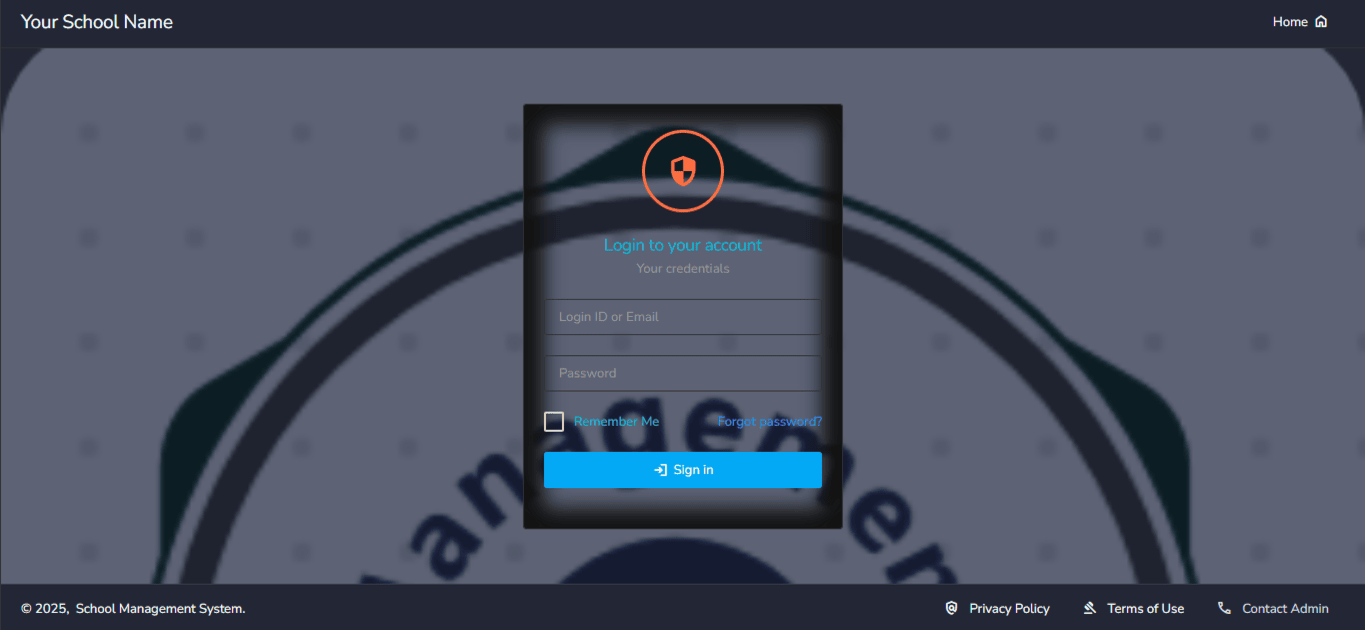 Your School Name
Home
Login to your account
Your credentials
Login ID or Email
Password
Remember Me
Forgot password?
Sign in
© 2025, School Management System.
Privacy Policy
Terms of Use
Contact Admin